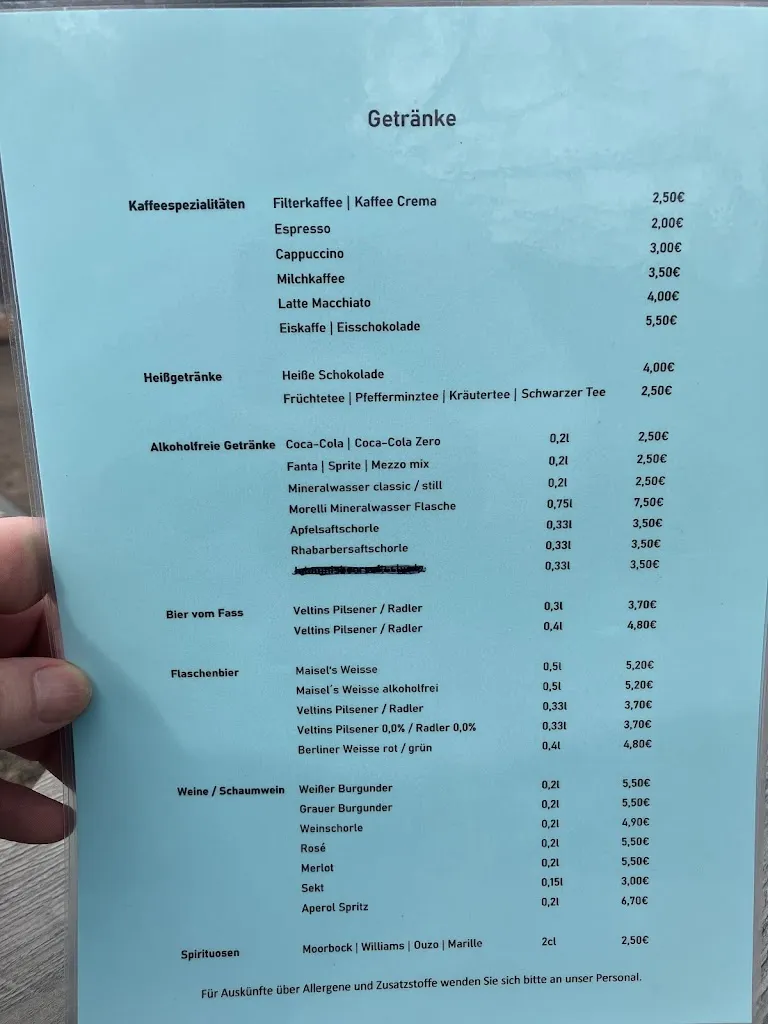 Getränke
Kaffeespezialitäten Filterkaffee | Kaffee Crema 2,50€
Espresso 2,00€
Cappuccino 3,00€
Milchkaffee 3,50€
Latte Macchiato 4,00€
Eiskaffe | Eisschokolade 5,50€
Heißgetränke Heiße Schokolade 4,00€
Früchtetee | Pfefferminztee | Kräutertee | Schwarzer Tee 2,50€
Alkoholfreie Getränke Coca-Cola | Coca-Cola Zero 0,2l 2,50€
Fanta | Sprite | Mezzo mix 0,2l 2,50€
Mineralwasser classic / still 0,2l 2,50€
Morelli Mineralwasser Flasche 0,75l 7,50€
Apfelsaftschorle 0,33l 3,50€
Rhabarbersaftschorle 0,33l 3,50€
0,33l 3,50€
Bier vom Fass Veltins Pilsener / Radler 0,3l 3,70€
Veltins Pilsener / Radler 0,4l 4,80€
Flaschenbier Maisel's Weisse 0,5l 5,20€
Maisel´s Weisse alkoholfrei 0,5l 5,20€
Veltins Pilsener / Radler 0,33l 3,70€
Veltins Pilsener 0,0% / Radler 0,0% 0,33l 3,70€
Berliner Weisse rot / grün 0,4l 4,80€
Weine / Schaumwein Weißer Burgunder 0,2l 5,50€
Grauer Burgunder 0,2l 5,50€
Weinschorle 0,2l 4,90€
Rosé 0,2l 5,50€
Merlot 0,2l 5,50€
Sekt 0,15l 3,00€
Aperol Spritz 0,2l 6,70€
Spirituosen Moorbock | Williams | Ouzo | Marille 2cl 2,50€
Für Auskünfte über Allergene und Zusatzstoffe wenden Sie sich bitte an unser Personal.